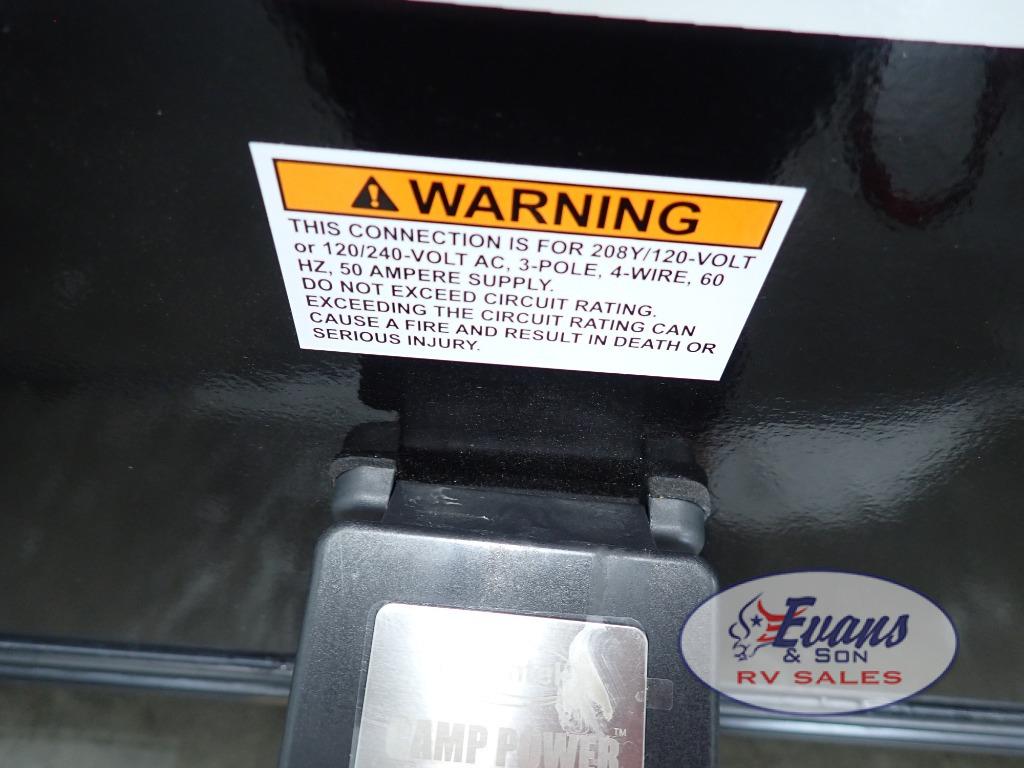 WARNING
THIS CONNECTION IS FOR 208Y/120-VOLT
or 120/240-VOLT AC, 3-POLE, 4-WIRE, 60
HZ, 50 AMPERE SUPPLY.
DO NOT EXCEED CIRCUIT RATING.
EXCEEDING THE CIRCUIT RATING CAN
CAUSE A FIRE AND RESULT IN DEATH OR
SERIOUS INJURY.
CAMP POWER™
Evans
& SON
RV SALES